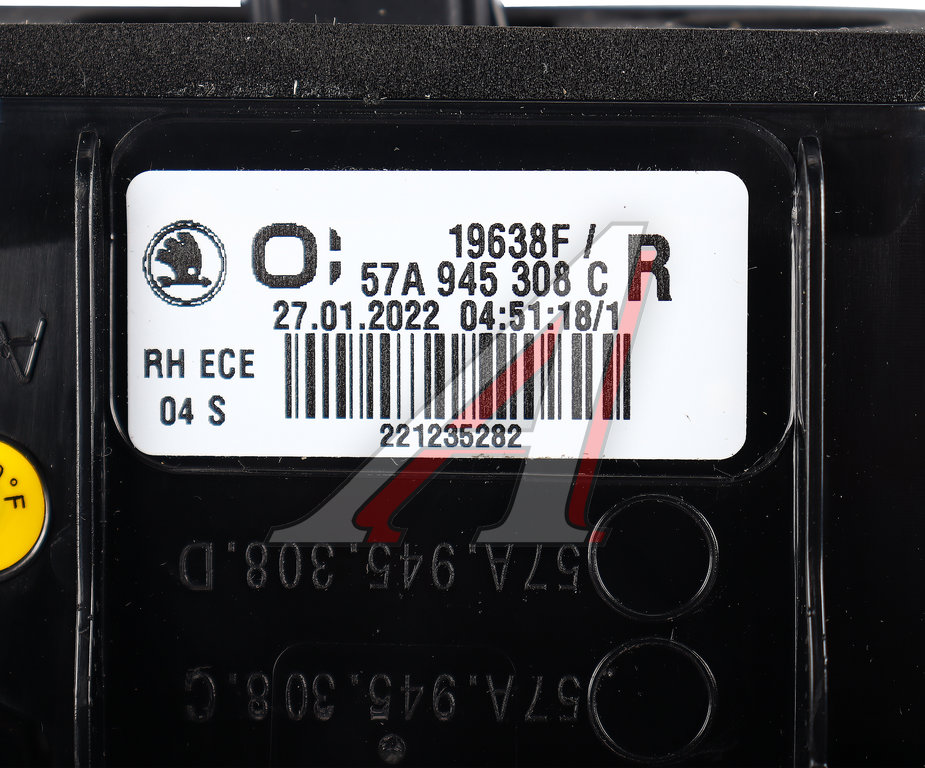 19638F /
57A 945 308 C R
27.01.2022 04:51:18/1
RH ECE
04 S
221235282
°F
A
57A.945.308.D
57A.945.308.C